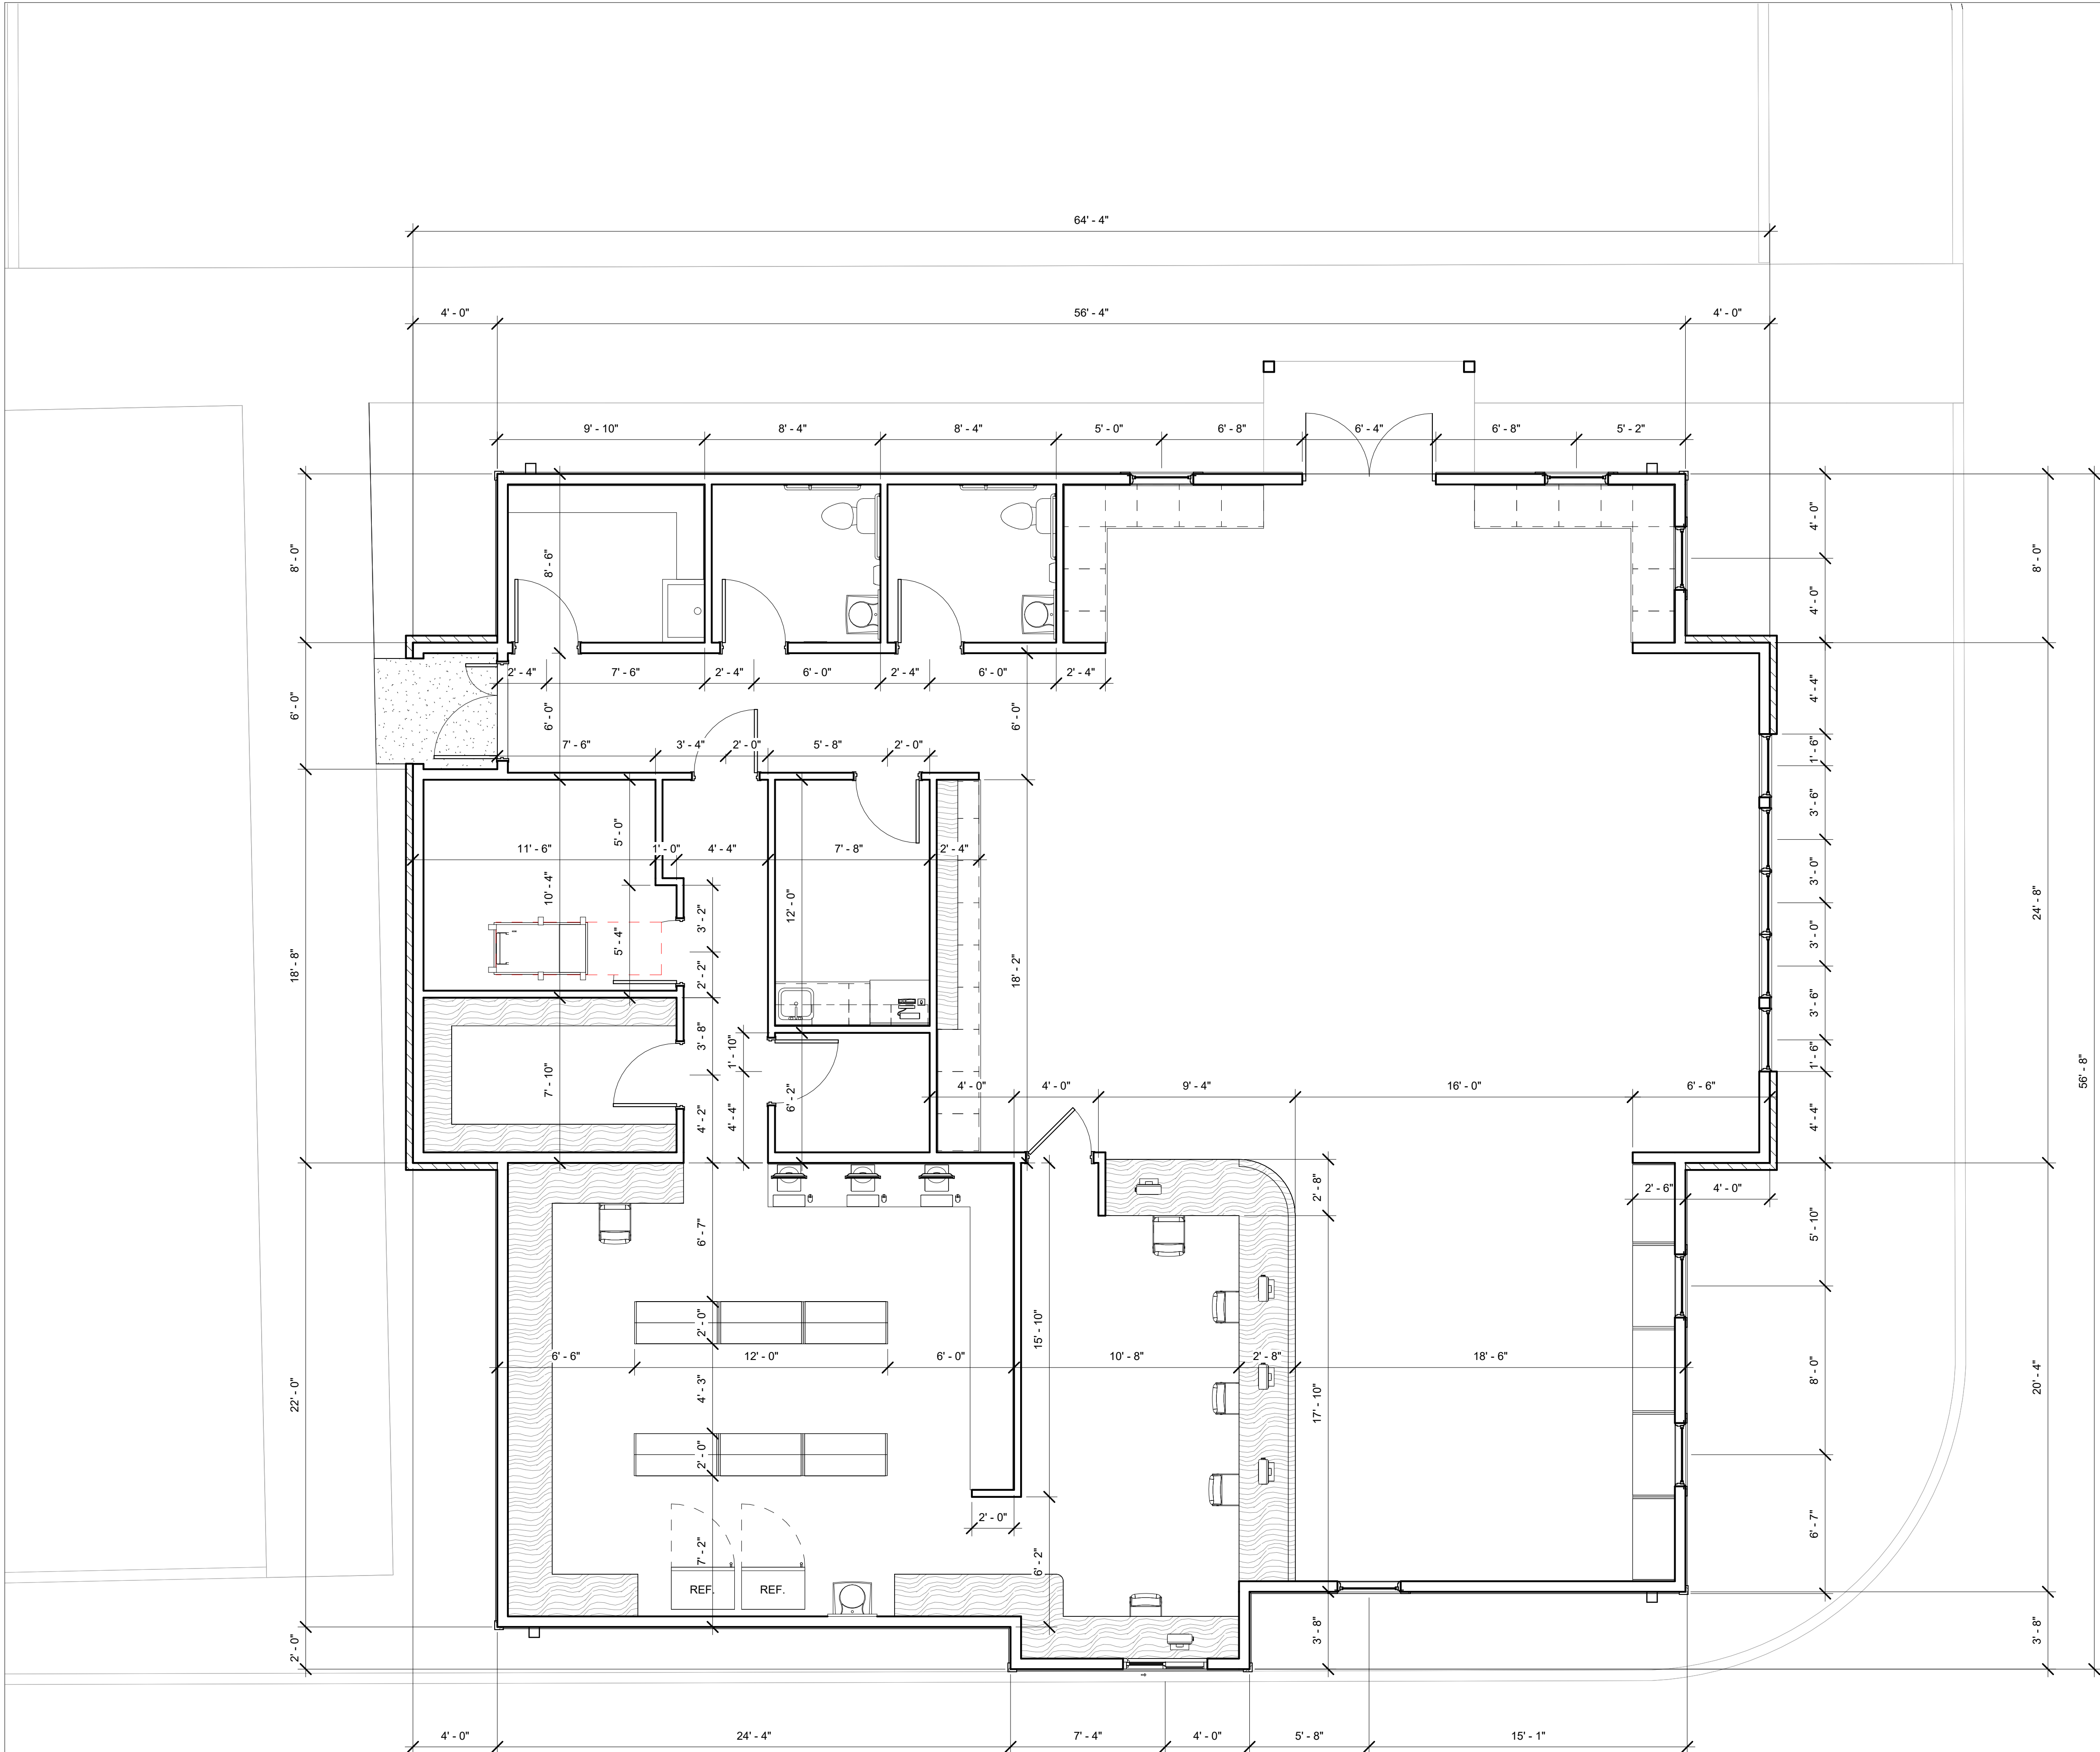 64' - 4"
4' - 0"
56' - 4"
4' - 0"
9' - 10"
8' - 4"
8' - 4"
5' - 0"
6' - 8"
6' - 4"
6' - 8"
5' - 2"
8' - 0"
8' - 6"
4' - 0"
8' - 0"
4' - 0"
2' - 4"
7' - 6"
2' - 4"
6' - 0"
2' - 4"
6' - 0"
2' - 4"
6' - 0"
6' - 0"
6' - 0"
4' - 4"
7' - 6"
3' - 4"
2' - 0"
5' - 8"
2' - 0"
1' - 6"
3' - 6"
5' - 0"
11' - 6"
1' - 0"
4' - 4"
7' - 8"
2' - 4"
3' - 0"
10' - 4"
12' - 0"
3' - 2"
5' - 4"
3' - 0"
24' - 8"
18' - 8"
2' - 2"
18' - 2"
3' - 6"
3' - 8"
1' - 10"
1' - 6"
7' - 10"
6' - 2"
56' - 8"
4' - 0"
4' - 0"
9' - 4"
16' - 0"
6' - 6"
4' - 2"
4' - 4"
4' - 4"
2' - 8"
2' - 6"
4' - 0"
6' - 7"
5' - 10"
2' - 0"
15' - 10"
6' - 6"
12' - 0"
6' - 0"
10' - 8"
2' - 8"
18' - 6"
8' - 0"
20' - 4"
22' - 0"
4' - 3"
17' - 10"
2' - 0"
2' - 0"
6' - 7"
7' - 2"
6' - 2"
REF.
REF.
2' - 0"
3' - 8"
3' - 8"
4' - 0"
24' - 4"
7' - 4"
4' - 0"
5' - 8"
15' - 1"